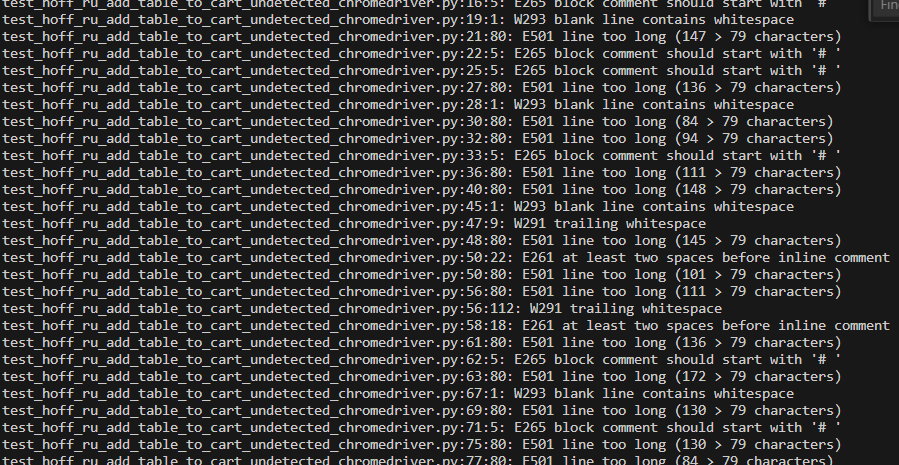 test_hoff_ru_add_table_to_cart_undetected_chromedriver.py:16:5: E265 block comment should start with '# '
Fin
test_hoff_ru_add_table_to_cart_undetected_chromedriver.py:19:1: W293 blank line contains whitespace
test_hoff_ru_add_table_to_cart_undetected_chromedriver.py:21:80: E501 line too long (147 > 79 characters)
test_hoff_ru_add_table_to_cart_undetected_chromedriver.py:22:5: E265 block comment should start with '# '
test_hoff_ru_add_table_to_cart_undetected_chromedriver.py:25:5: E265 block comment should start with '# '
test_hoff_ru_add_table_to_cart_undetected_chromedriver.py:27:80: E501 line too long (136 > 79 characters)
test_hoff_ru_add_table_to_cart_undetected_chromedriver.py:28:1: W293 blank line contains whitespace
test_hoff_ru_add_table_to_cart_undetected_chromedriver.py:30:80: E501 line too long (84 > 79 characters)
test_hoff_ru_add_table_to_cart_undetected_chromedriver.py:32:80: E501 line too long (94 > 79 characters)
test_hoff_ru_add_table_to_cart_undetected_chromedriver.py:33:5: E265 block comment should start with '# '
test_hoff_ru_add_table_to_cart_undetected_chromedriver.py:36:80: E501 line too long (111 > 79 characters)
test_hoff_ru_add_table_to_cart_undetected_chromedriver.py:40:80: E501 line too long (148 > 79 characters)
test_hoff_ru_add_table_to_cart_undetected_chromedriver.py:45:1: W293 blank line contains whitespace
test_hoff_ru_add_table_to_cart_undetected_chromedriver.py:47:9: W291 trailing whitespace
test_hoff_ru_add_table_to_cart_undetected_chromedriver.py:48:80: E501 line too long (145 > 79 characters)
test_hoff_ru_add_table_to_cart_undetected_chromedriver.py:50:22: E261 at least two spaces before inline comment
test_hoff_ru_add_table_to_cart_undetected_chromedriver.py:50:80: E501 line too long (101 > 79 characters)
test_hoff_ru_add_table_to_cart_undetected_chromedriver.py:56:80: E501 line too long (111 > 79 characters)
test_hoff_ru_add_table_to_cart_undetected_chromedriver.py:56:112: W291 trailing whitespace
test_hoff_ru_add_table_to_cart_undetected_chromedriver.py:58:18: E261 at least two spaces before inline comment
test_hoff_ru_add_table_to_cart_undetected_chromedriver.py:61:80: E501 line too long (136 > 79 characters)
test_hoff_ru_add_table_to_cart_undetected_chromedriver.py:62:5: E265 block comment should start with '# '
test_hoff_ru_add_table_to_cart_undetected_chromedriver.py:63:80: E501 line too long (172 > 79 characters)
test_hoff_ru_add_table_to_cart_undetected_chromedriver.py:67:1: W293 blank line contains whitespace
test_hoff_ru_add_table_to_cart_undetected_chromedriver.py:69:80: E501 line too long (130 > 79 characters)
test_hoff_ru_add_table_to_cart_undetected_chromedriver.py:71:5: E265 block comment should start with '# '
test_hoff_ru_add_table_to_cart_undetected_chromedriver.py:75:80: E501 line too long (130 > 79 characters)
test_hoff_ru_add_table_to_cart_undetected_chromedriver.py:77:80: E501 line too long (84 > 79 characters)